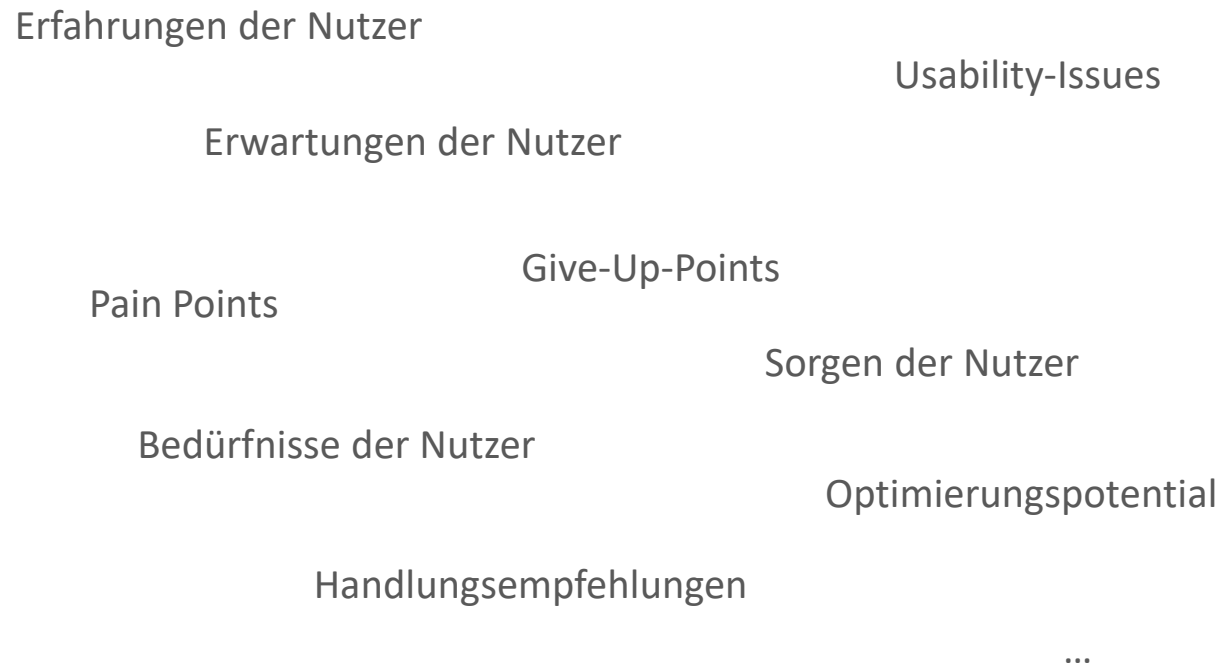 Erfahrungen der Nutzer
Usability-Issues
Erwartungen der Nutzer
Give-Up-Points
Pain Points
Sorgen der Nutzer
Bedürfnisse der Nutzer
Optimierungspotential
Handlungsempfehlungen
...